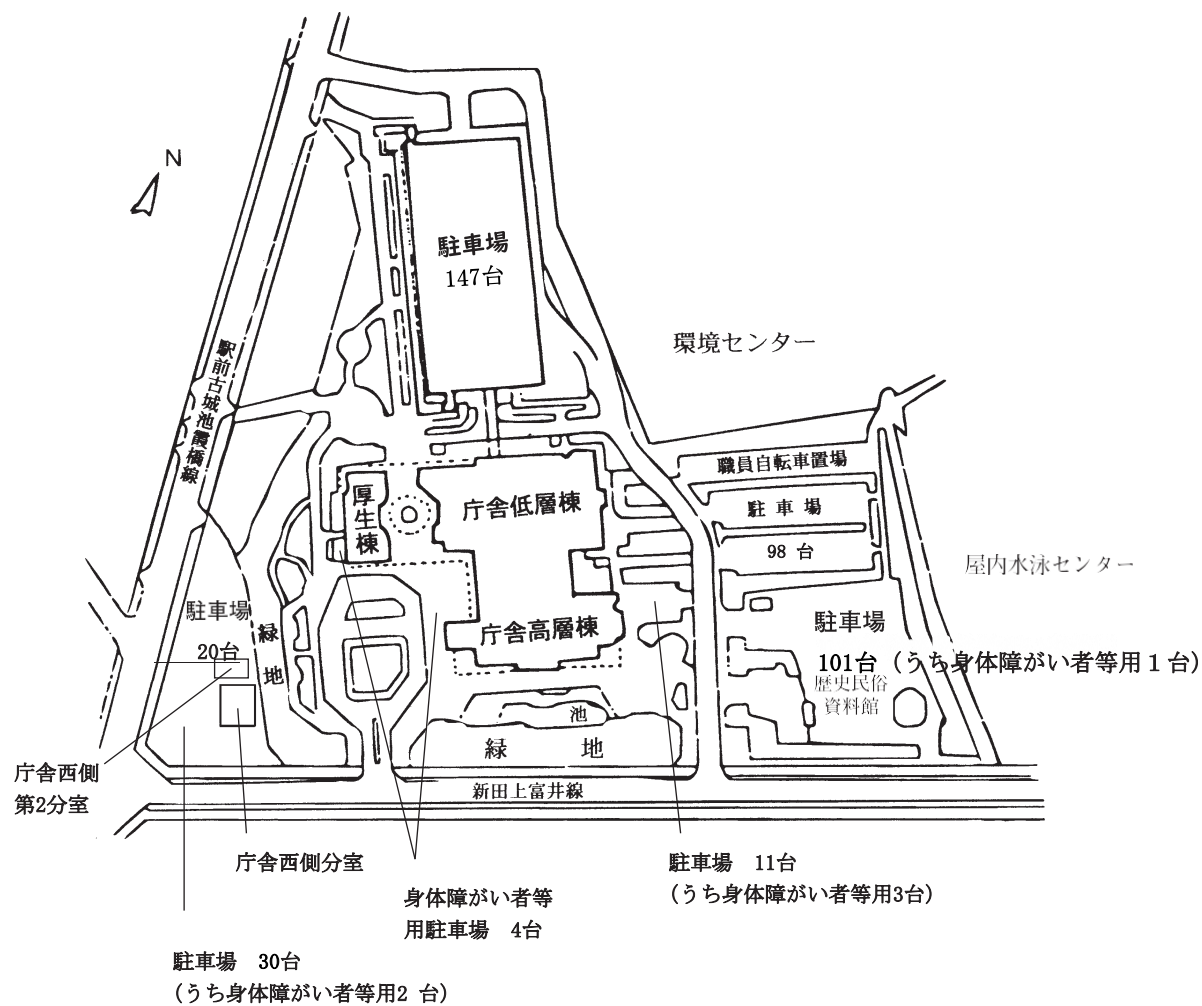 N
駐車場
147台
環境センター
駅前古城池霞橋線
職員自転車置場
駐 車 場
98 台
厚生棟
庁舎低層棟
屋内水泳センター
駐車場
20台
緑地
庁舎高層棟
駐車場
101台（うち身体障がい者等用１台）
歴史民俗
資料館
池
緑 地
庁舎西側
第2分室
新田上富井線
庁舎西側分室
身体障がい者等
用駐車場 4台
駐車場 11台
（うち身体障がい者等用3台）
駐車場 30台
（うち身体障がい者等用2 台）